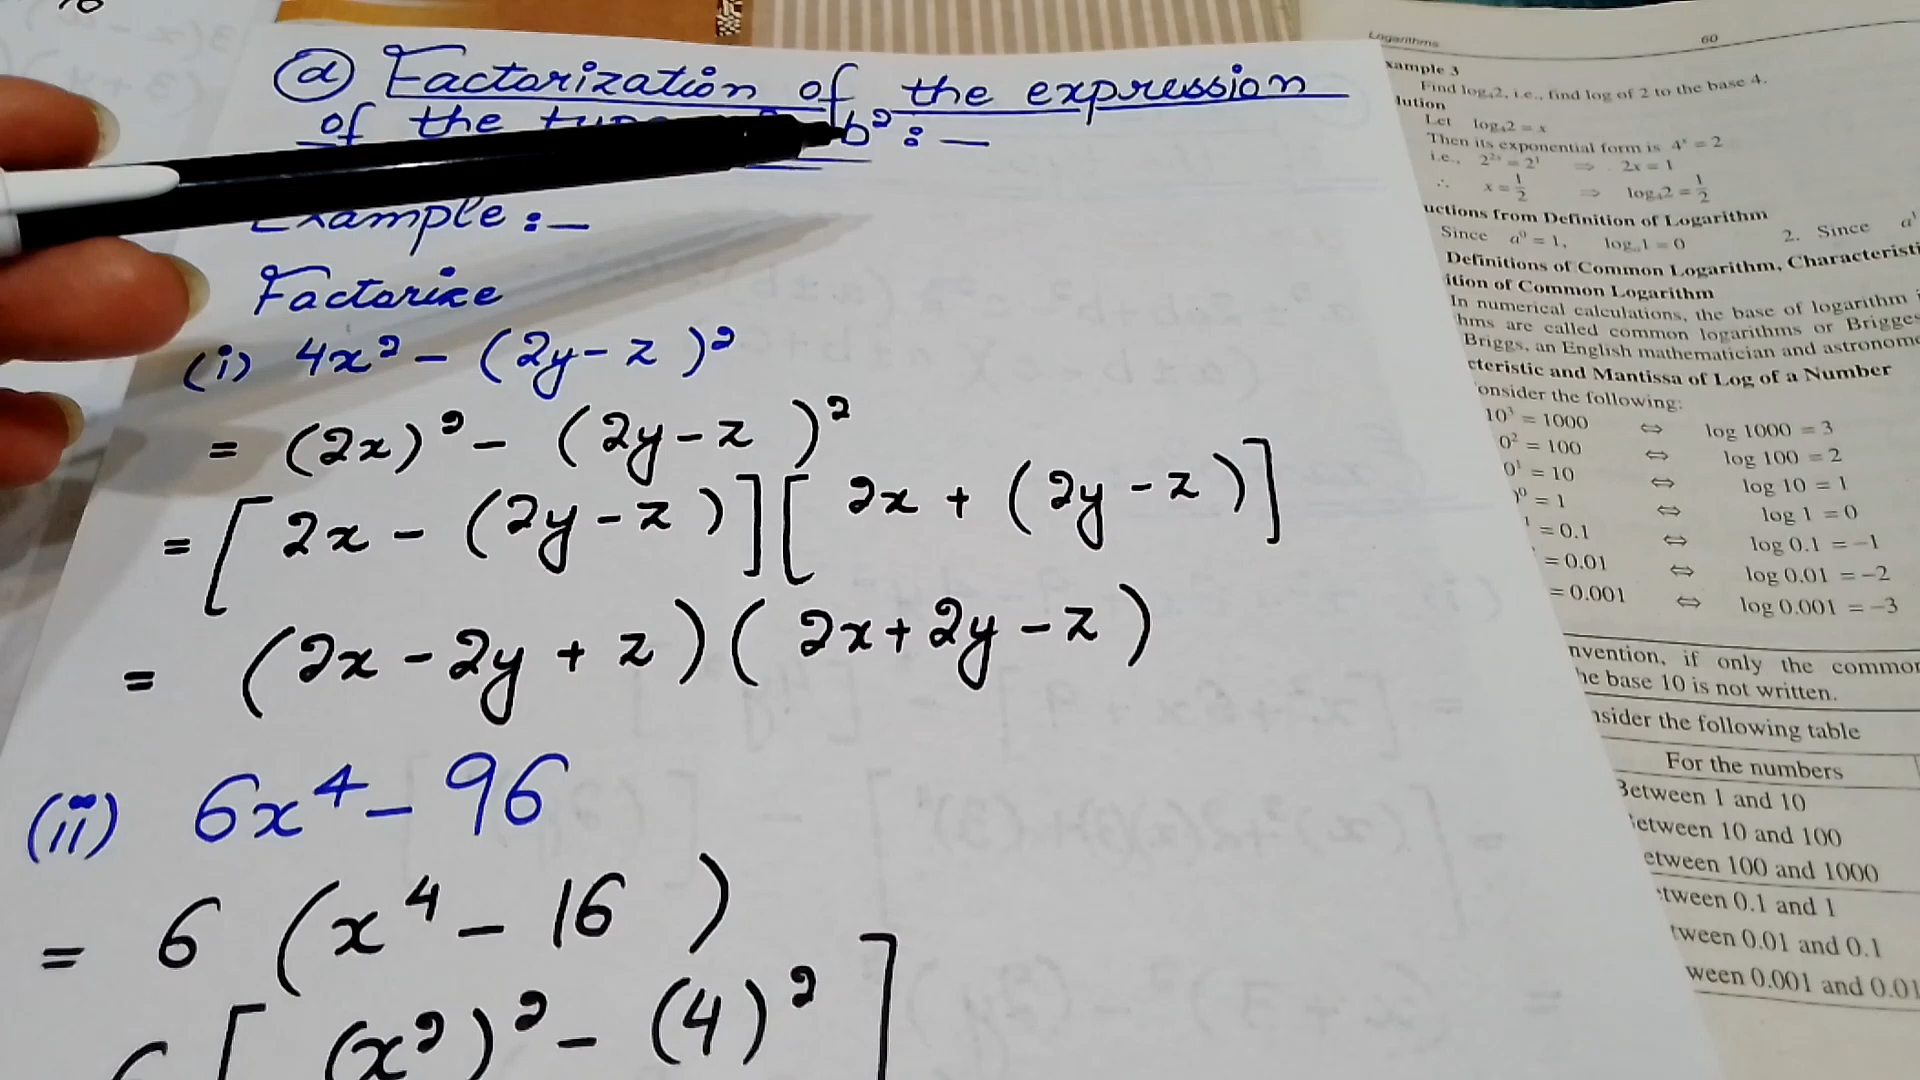 (d) Factorization of the expression
of the b² :—
Example :—
Factorize
(i) 4x² − (2y − z)²
= (2x)² − (2y − z)²
= [2x − (2y − z)] [2x + (2y − z)]
= (2x − 2y + z) (2x + 2y − z)
(ii) 6x⁴ − 96
= 6 (x⁴ − 16)
[(x²)² − (4)²]
Logarithms 60
xample 3
Find log₄2, i.e., find log of 2 to the base 4.
lution
Let log₄2 = x
Then its exponential form is 4ˣ = 2
i.e., 2²ˣ = 2¹ ⇒ 2x = 1
∴ x = 1/2 ⇒ log₄2 = 1/2
uctions from Definition of Logarithm
Since a⁰ = 1, logₐ1 = 0 2. Since a¹
Definitions of Common Logarithm, Characteristi
ition of Common Logarithm
In numerical calculations, the base of logarithm i
hms are called common logarithms or Brigges
Briggs, an English mathematician and astronome
cteristic and Mantissa of Log of a Number
onsider the following:
10³ = 1000 ⇔ log 1000 = 3
0² = 100 ⇔ log 100 = 2
0¹ = 10 ⇔ log 10 = 1
⁰ = 1 ⇔ log 1 = 0
¹ = 0.1 ⇔ log 0.1 = −1
= 0.01 ⇔ log 0.01 = −2
= 0.001 ⇔ log 0.001 = −3
nvention, if only the common
he base 10 is not written.
nsider the following table
For the numbers
Between 1 and 10
etween 10 and 100
etween 100 and 1000
tween 0.1 and 1
tween 0.01 and 0.1
ween 0.001 and 0.01